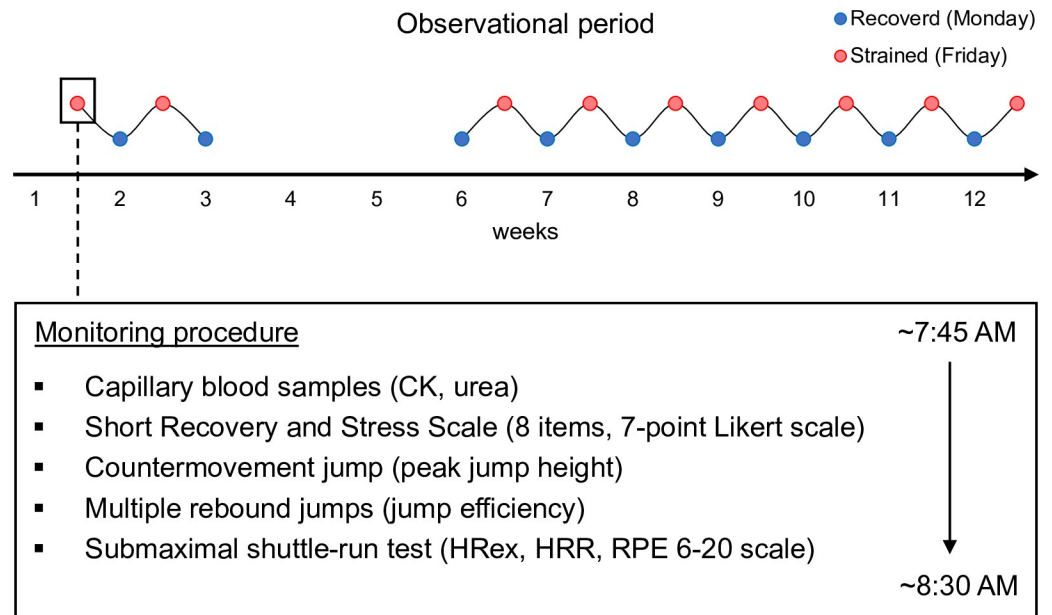 Observational period
Recoverd (Monday)
Strained (Friday)
1 2 3 4 5 6 7 8 9 10 11 12
weeks
Monitoring procedure
~7:45 AM
▪ Capillary blood samples (CK, urea)
▪ Short Recovery and Stress Scale (8 items, 7-point Likert scale)
▪ Countermovement jump (peak jump height)
▪ Multiple rebound jumps (jump efficiency)
▪ Submaximal shuttle-run test (HRex, HRR, RPE 6-20 scale)
~8:30 AM